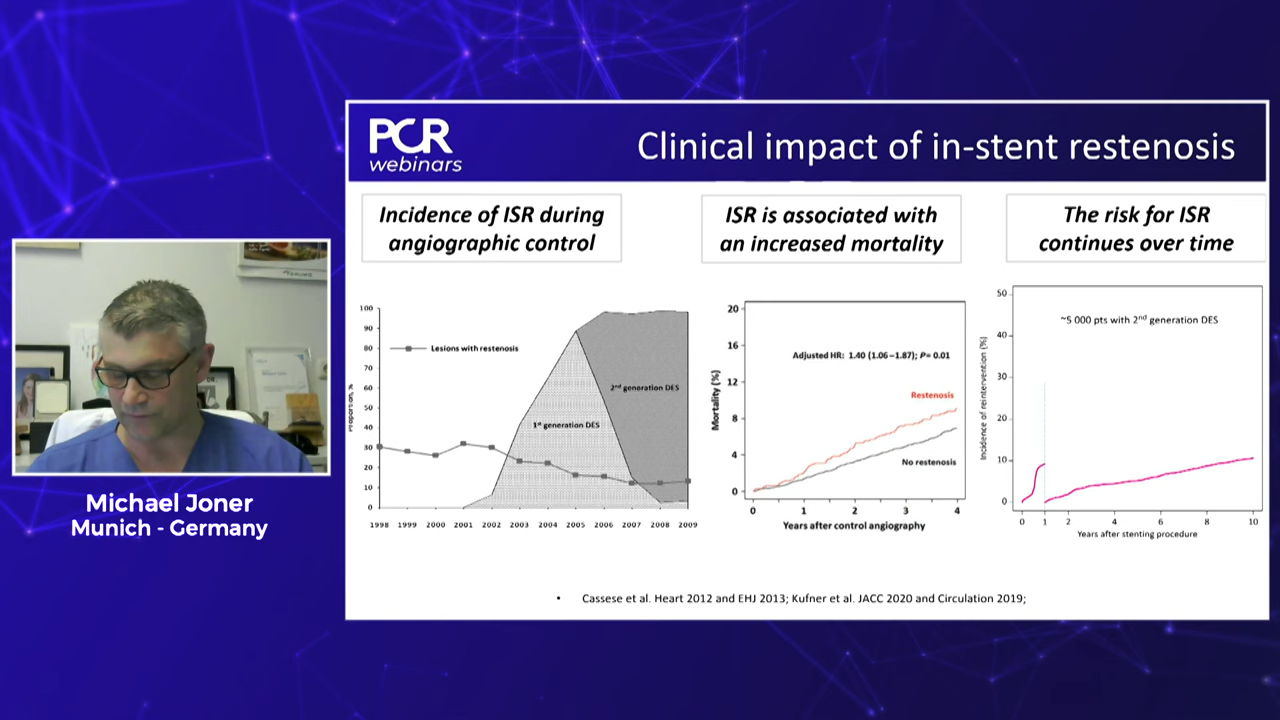 PCR
webinars
Clinical impact of in-stent restenosis
Incidence of ISR during
angiographic control
ISR is associated with
an increased mortality
The risk for ISR
continues over time
Proportion, %
100
90
80
70
60
50
40
30
20
10
0
Lesions with restenosis
1st generation DES
2nd generation DES
1998 1999 2000 2001 2002 2003 2004 2005 2006 2007 2008 2009
Mortality (%)
20
16
12
8
4
0
Adjusted HR: 1.40 (1.06–1.87); P= 0.01
Restenosis
No restenosis
0 1 2 3 4
Years after control angiography
Incidence of reintervention (%)
50
40
30
20
10
0
~5 000 pts with 2nd generation DES
0 1 2 4 6 8 10
Years after stenting procedure
• Cassese et al. Heart 2012 and EHJ 2013; Kufner et al. JACC 2020 and Circulation 2019;
DR.
Michael Joner
Munich - Germany